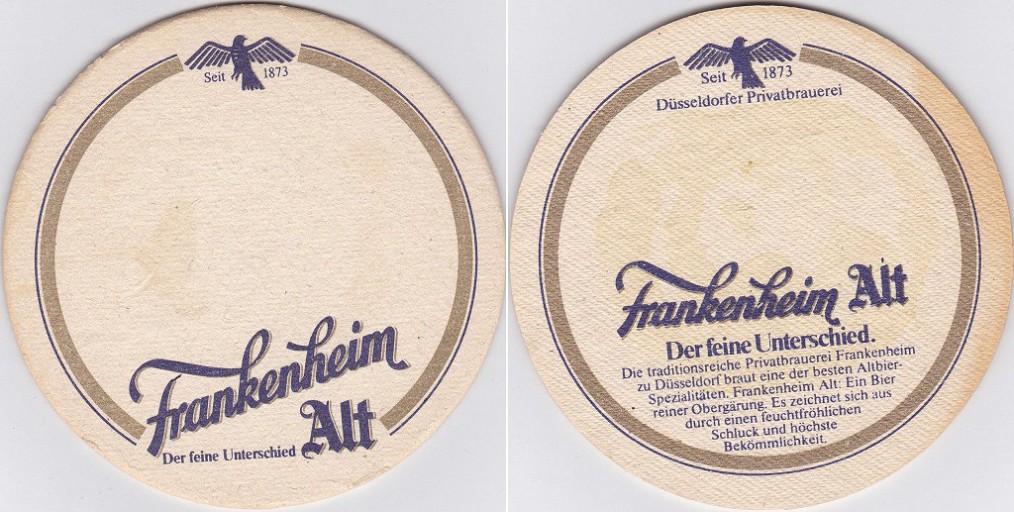 Seit 1873
Frankenheim
Alt
Der feine Unterschied
Seit 1873
Düsseldorfer Privatbrauerei
Frankenheim Alt
Der feine Unterschied.
Die traditionsreiche Privatbrauerei Frankenheim
zu Düsseldorf braut eine der besten Altbier-
Spezialitäten. Frankenheim Alt: Ein Bier
reiner Obergärung. Es zeichnet sich aus
durch einen feuchtfröhlichen
Schluck und höchste
Bekömmlichkeit.